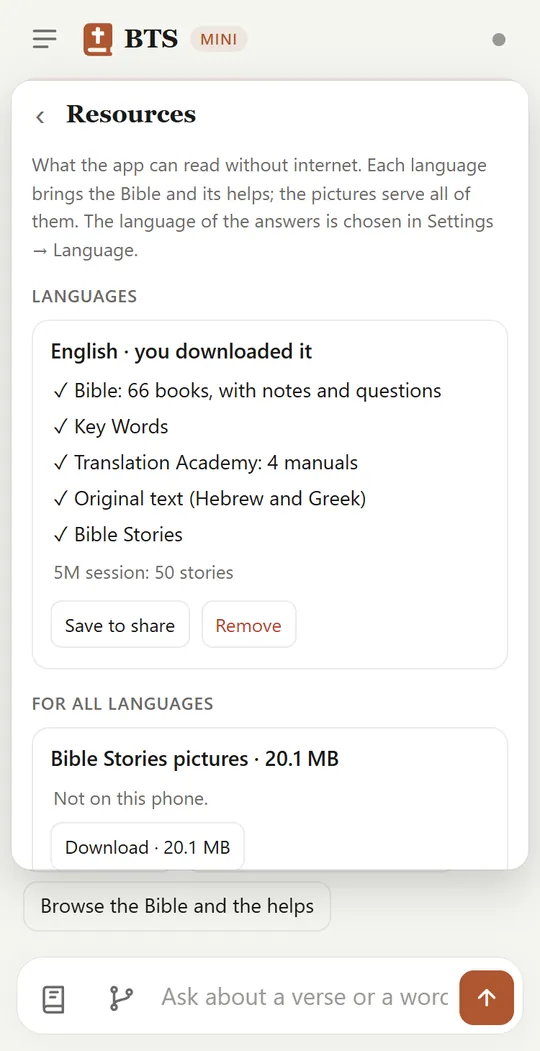 BTS MINI
‹ Resources
What the app can read without internet. Each language
brings the Bible and its helps; the pictures serve all of
them. The language of the answers is chosen in Settings
→ Language.
LANGUAGES
English · you downloaded it
✓ Bible: 66 books, with notes and questions
✓ Key Words
✓ Translation Academy: 4 manuals
✓ Original text (Hebrew and Greek)
✓ Bible Stories
5M session: 50 stories
Save to share Remove
FOR ALL LANGUAGES
Bible Stories pictures · 20.1 MB
Not on this phone.
Download · 20.1 MB
Browse the Bible and the helps
Ask about a verse or a word